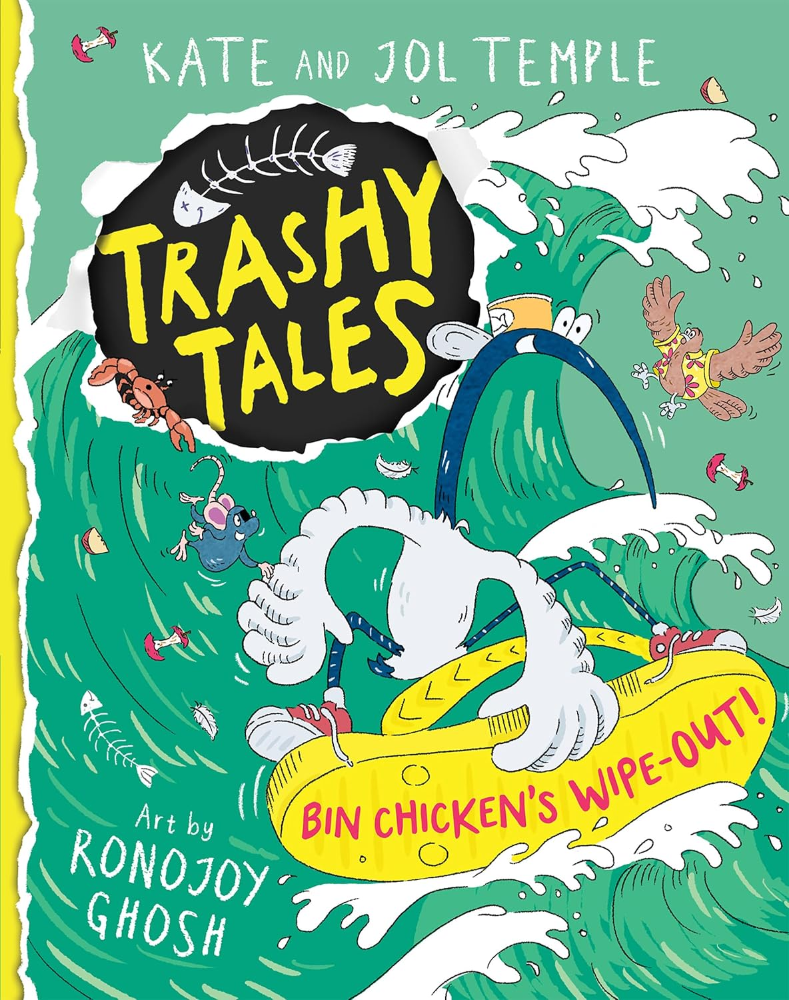 KATE AND JOL TEMPLE
TRASHY
TALES
BIN CHICKEN'S WIPE-OUT!
Art by
RONOJOY
GHOSH